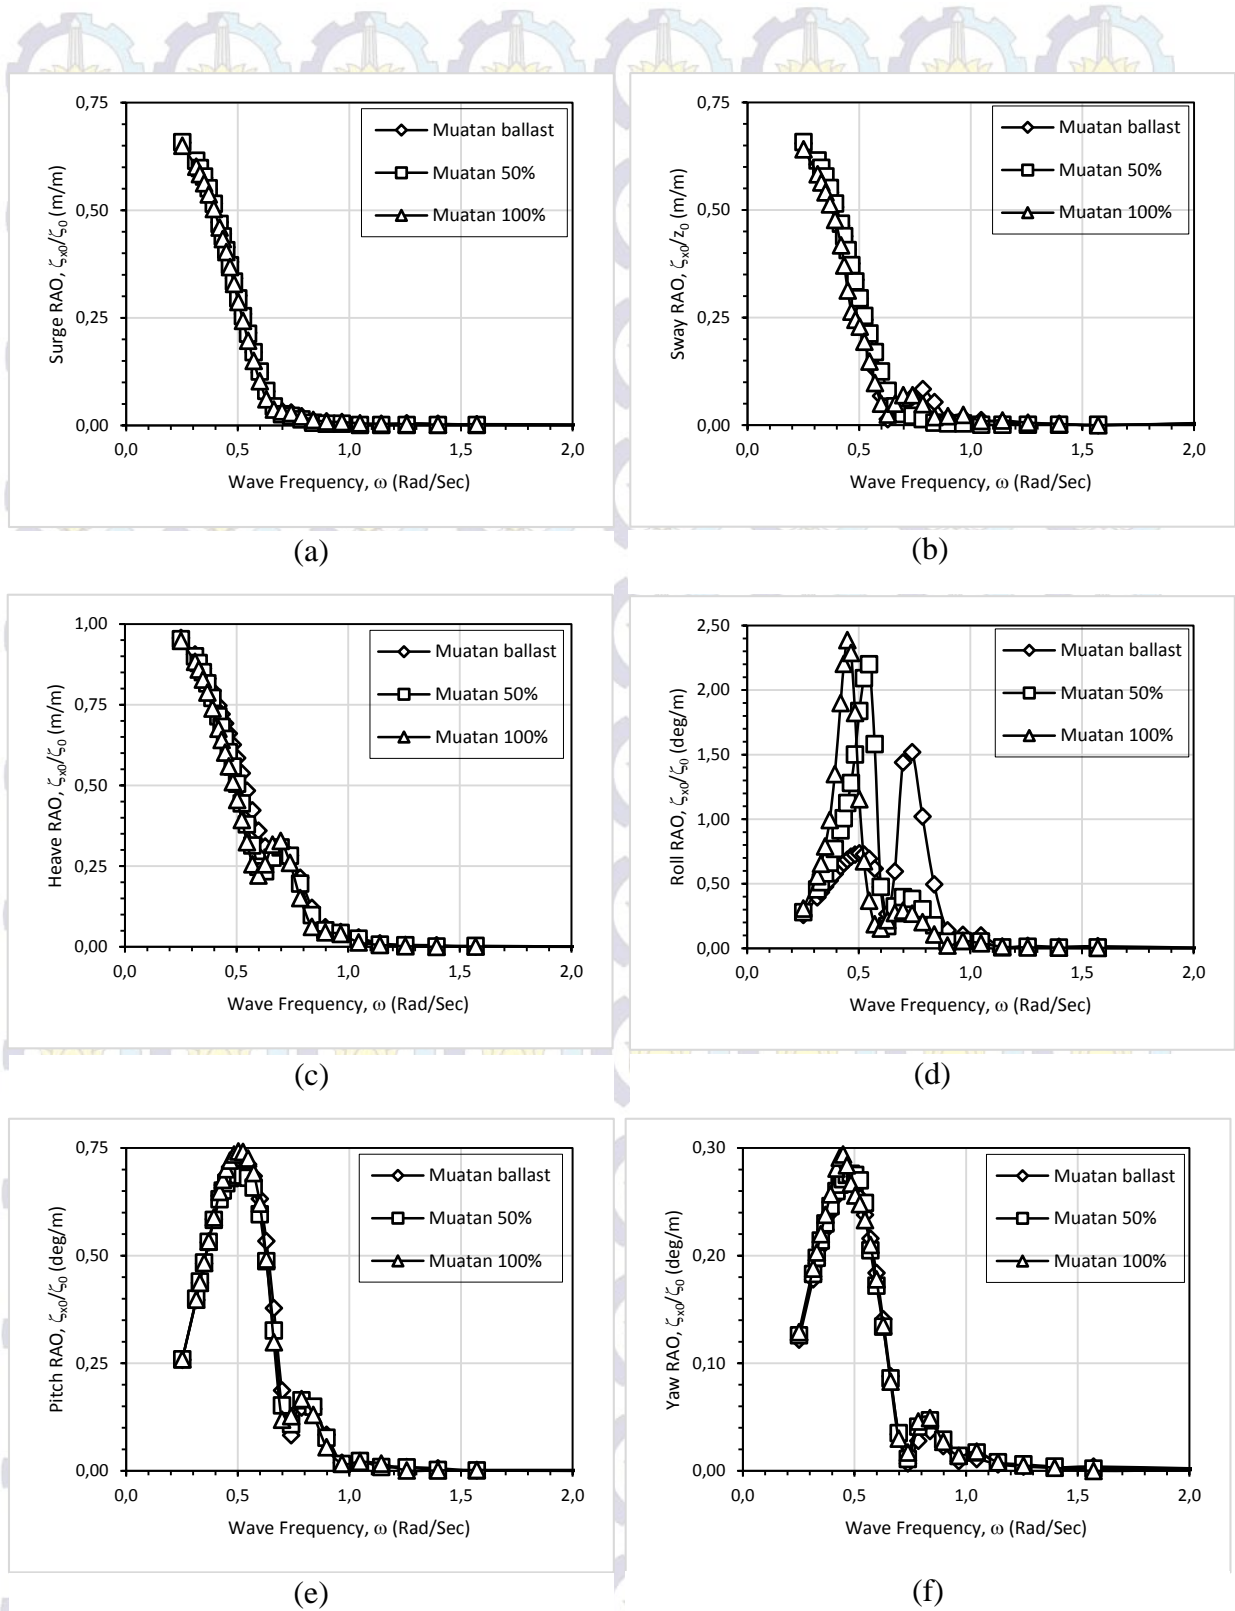 0,75
0,50
0,25
0,00
0,0 0,5 1,0 1,5 2,0
Surge RAO, ζx0/ζ0 (m/m)
Wave Frequency, ω (Rad/Sec)
Muatan ballast
Muatan 50%
Muatan 100%
(a)
0,75
0,50
0,25
0,00
0,0 0,5 1,0 1,5 2,0
Sway RAO, ζx0/z0 (m/m)
Wave Frequency, ω (Rad/Sec)
Muatan ballast
Muatan 50%
Muatan 100%
(b)
1,00
0,75
0,50
0,25
0,00
0,0 0,5 1,0 1,5 2,0
Heave RAO, ζx0/ζ0 (m/m)
Wave Frequency, ω (Rad/Sec)
Muatan ballast
Muatan 50%
Muatan 100%
(c)
2,50
2,00
1,50
1,00
0,50
0,00
0,0 0,5 1,0 1,5 2,0
Roll RAO, ζx0/ζ0 (deg/m)
Wave Frequency, ω (Rad/Sec)
Muatan ballast
Muatan 50%
Muatan 100%
(d)
0,75
0,50
0,25
0,00
0,0 0,5 1,0 1,5 2,0
Pitch RAO, ζx0/ζ0 (deg/m)
Wave Frequency, ω (Rad/Sec)
Muatan ballast
Muatan 50%
Muatan 100%
(e)
0,30
0,20
0,10
0,00
0,0 0,5 1,0 1,5 2,0
Yaw RAO, ζx0/ζ0 (deg/m)
Wave Frequency, ω (Rad/Sec)
Muatan ballast
Muatan 50%
Muatan 100%
(f)